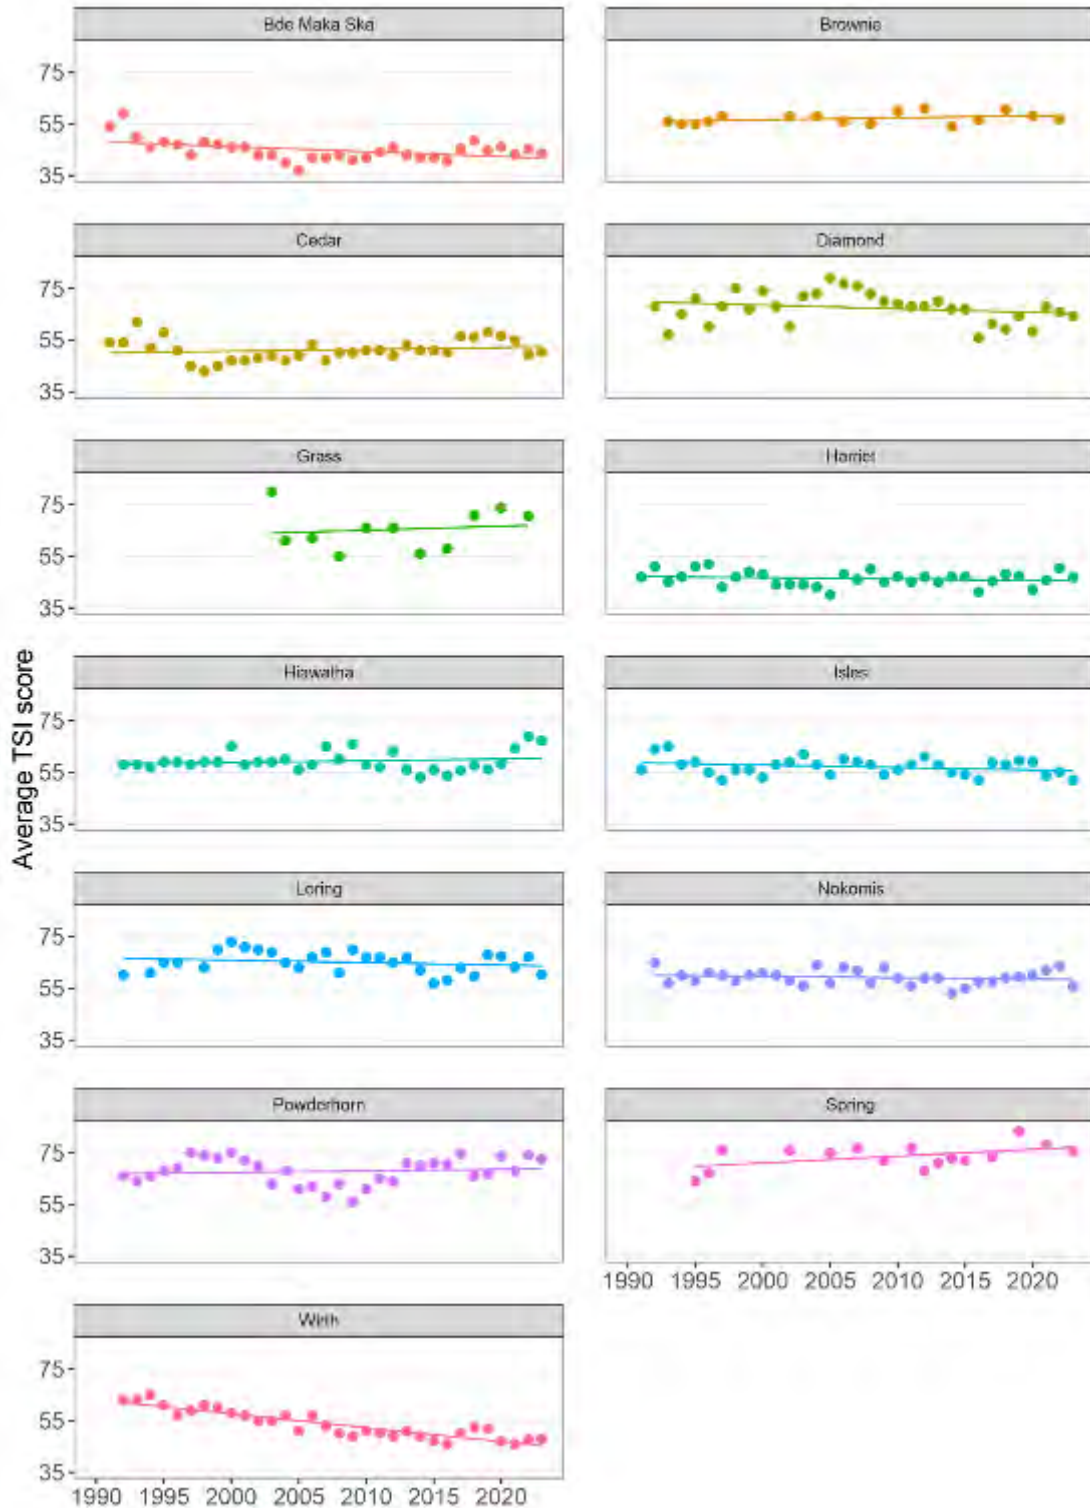 Bde Maka Ska
Brownie
75
55
35
Cedar
Diamond
75
55
35
Grass
Harriet
75
55
35
Hiawatha
Isles
75
55
35
Average TSI score
Loring
Nokomis
75
55
35
Powderhorn
Spring
75
55
35
1990 1995 2000 2005 2010 2015 2020
Wirth
75
55
35
1990 1995 2000 2005 2010 2015 2020